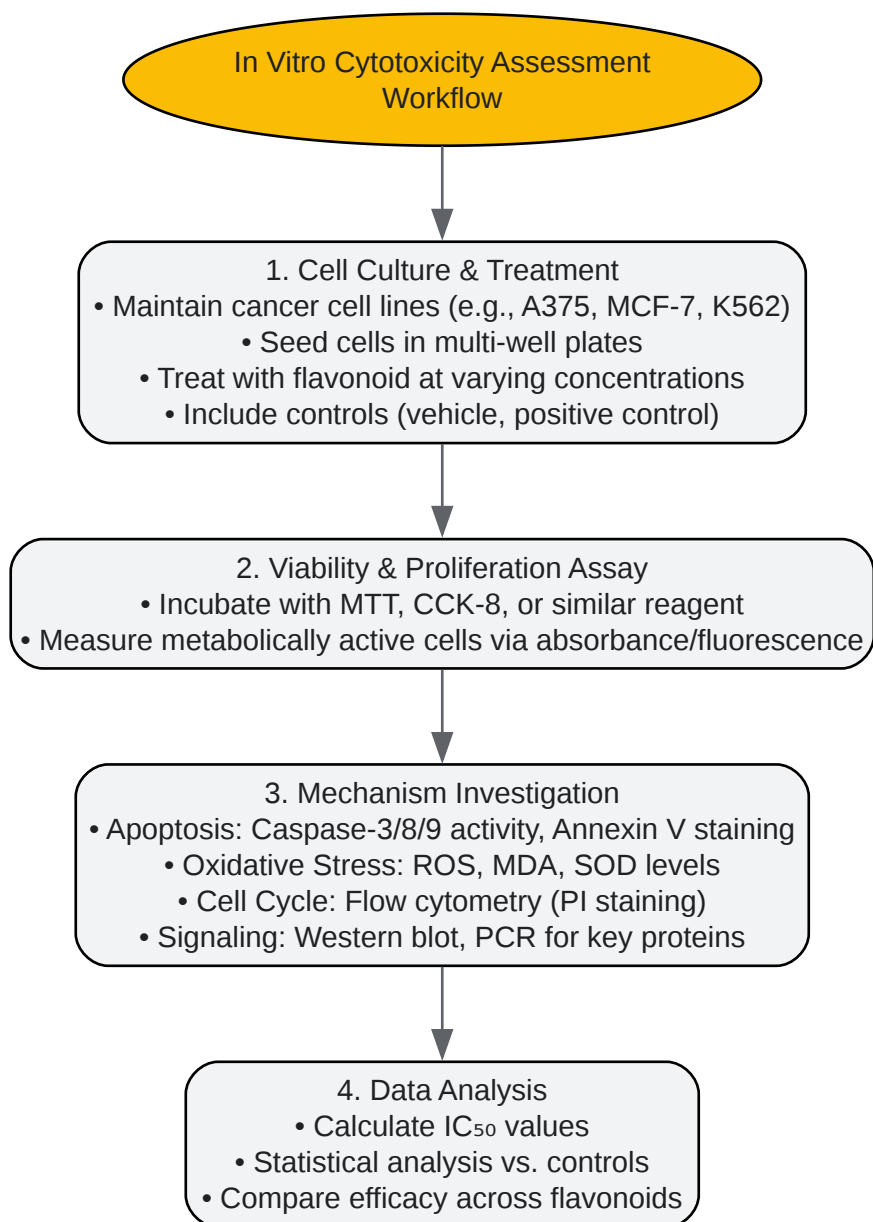 In Vitro Cytotoxicity Assessment
Workflow
1. Cell Culture & Treatment
• Maintain cancer cell lines (e.g., A375, MCF-7, K562)
• Seed cells in multi-well plates
• Treat with flavonoid at varying concentrations
• Include controls (vehicle, positive control)
2. Viability & Proliferation Assay
• Incubate with MTT, CCK-8, or similar reagent
• Measure metabolically active cells via absorbance/fluorescence
3. Mechanism Investigation
• Apoptosis: Caspase-3/8/9 activity, Annexin V staining
• Oxidative Stress: ROS, MDA, SOD levels
• Cell Cycle: Flow cytometry (PI staining)
• Signaling: Western blot, PCR for key proteins
4. Data Analysis
• Calculate IC₅₀ values
• Statistical analysis vs. controls
• Compare efficacy across flavonoids